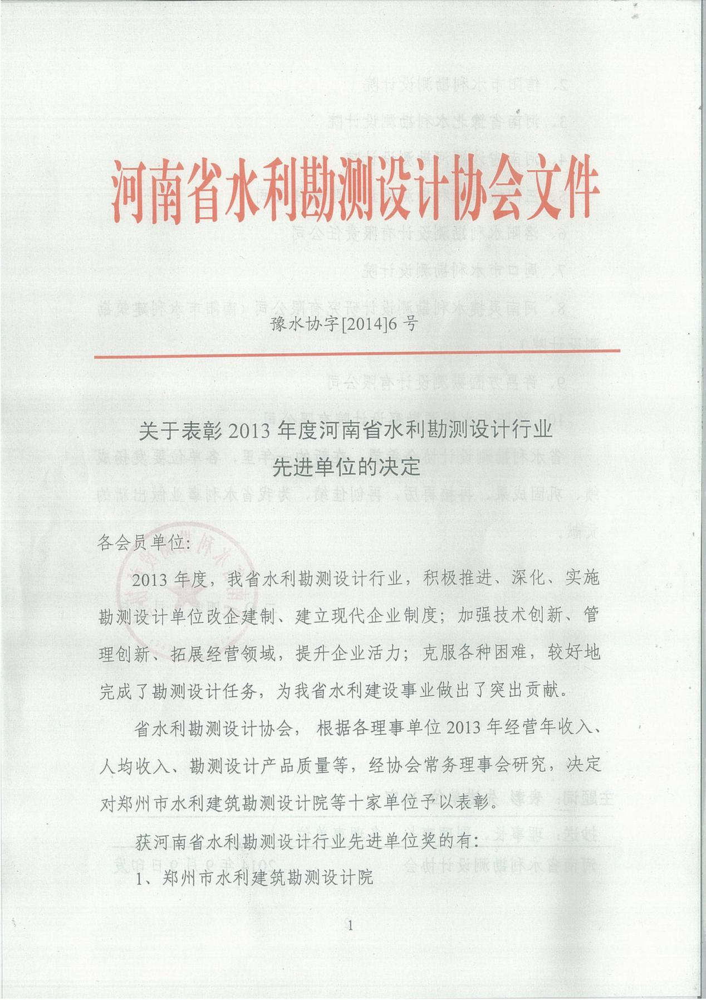 河南省水利勘测设计协会文件
豫水协字[2014]6 号
关于表彰 2013 年度河南省水利勘测设计行业
先进单位的决定
各会员单位：
2013 年度，我省水利勘测设计行业，积极推进、深化、实施
勘测设计单位改企建制、建立现代企业制度；加强技术创新、管
理创新、拓展经营领域，提升企业活力；克服各种困难，较好地
完成了勘测设计任务，为我省水利建设事业做出了突出贡献。
省水利勘测设计协会， 根据各理事单位 2013 年经营年收入、
人均收入、勘测设计产品质量等，经协会常务理事会研究，决定
对郑州市水利建筑勘测设计院等十家单位予以表彰。
获河南省水利勘测设计行业先进单位奖的有：
1、郑州市水利建筑勘测设计院
1